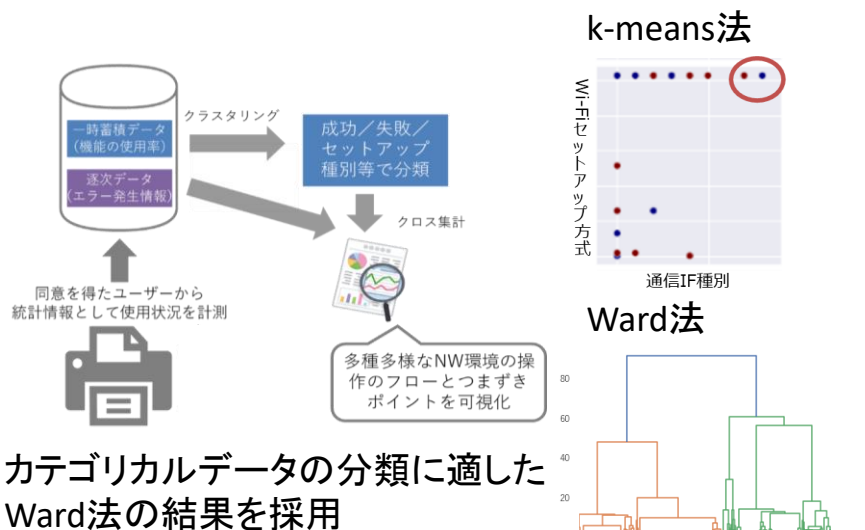 k-means法
Wi-Fiセットアップ方式
通信IF種別
クラスタリング
一時蓄積データ
(機能の使用率)
逐次データ
(エラー発生情報)
成功／失敗／
セットアップ
種別等で分類
クロス集計
同意を得たユーザーから
統計情報として使用状況を計測
多種多様なNW環境の操
作のフローとつまずき
ポイントを可視化
Ward法
80
60
40
20
カテゴリカルデータの分類に適した
Ward法の結果を採用